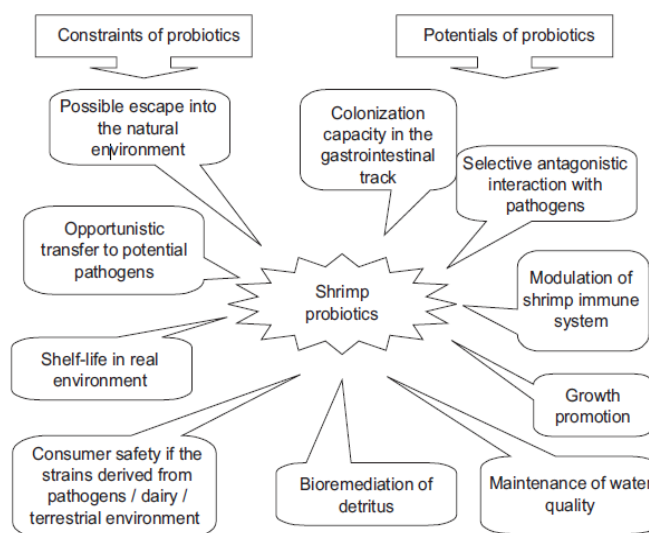 Constraints of probiotics
Potentials of probiotics
Possible escape into
the natural
environment
Colonization
capacity in the
gastrointestinal
track
Selective antagonistic
interaction with
pathogens
Opportunistic
transfer to potential
pathogens
Shrimp
probiotics
Modulation of
shrimp immune
system
Shelf-life in real
environment
Growth
promotion
Consumer safety if the
strains derived from
pathogens / dairy /
terrestrial environment
Bioremediation of
detritus
Maintenance of water
quality